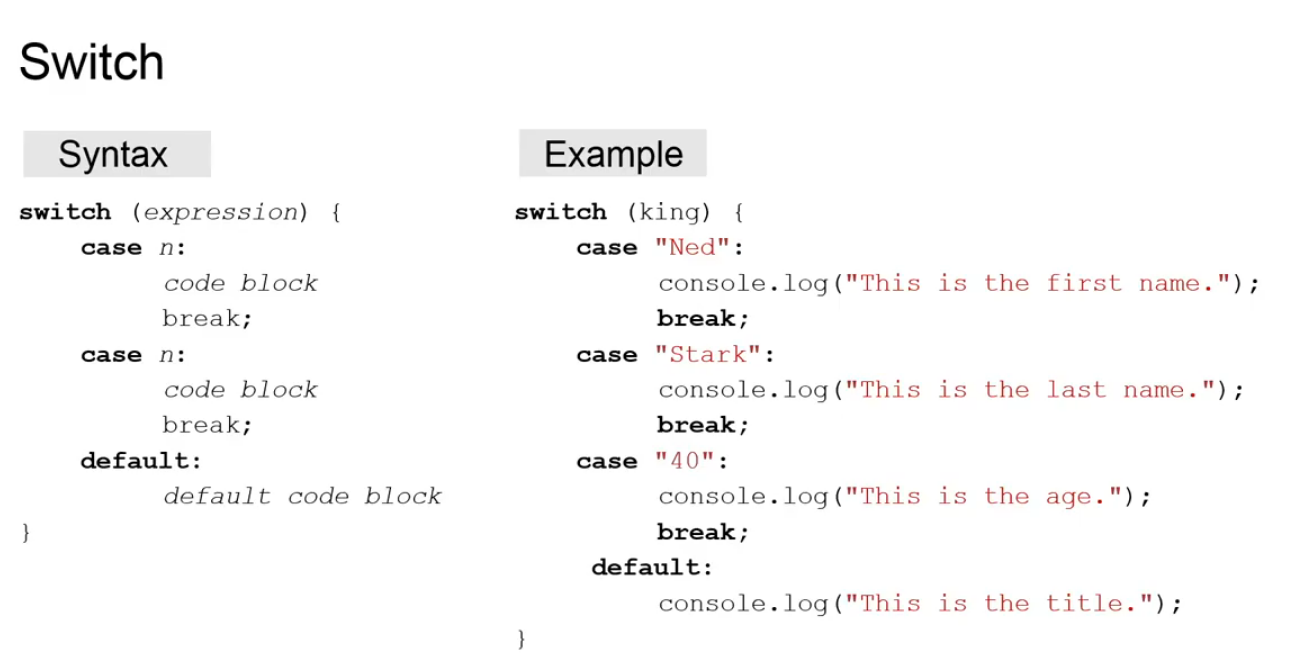 Switch
Syntax
switch (expression) {
    case n:
        code block
        break;
    case n:
        code block
        break;
    default:
        default code block
}
Example
switch (king) {
    case "Ned":
        console.log("This is the first name.");
        break;
    case "Stark":
        console.log("This is the last name.");
        break;
    case "40":
        console.log("This is the age.");
        break;
    default:
        console.log("This is the title.");
}